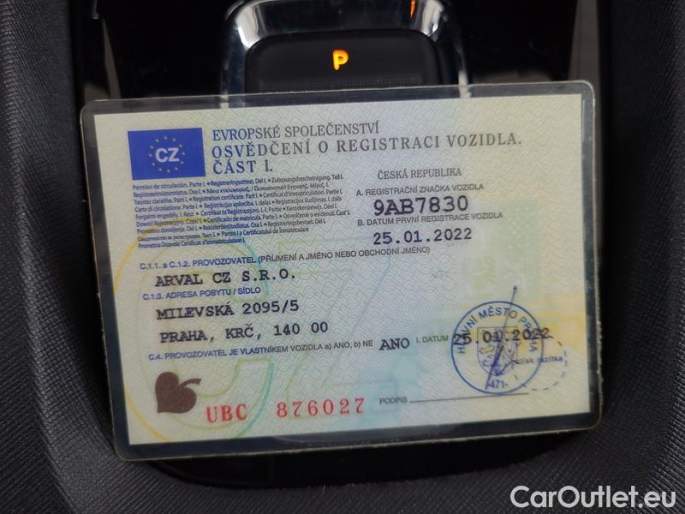 P
CZ
EVROPSKÉ SPOLEČENSTVÍ
OSVĚDČENÍ O REGISTRACI VOZIDLA.
ČÁST I.
ČESKÁ REPUBLIKA
A. REGISTRAČNÍ ZNAČKA VOZIDLA
9AB7830
B. DATUM PRVNÍ REGISTRACE VOZIDLA
25.01.2022
C.1.1. a C.1.2. PROVOZOVATEL (PŘÍJMENÍ A JMÉNO NEBO OBCHODNÍ JMÉNO)
ARVAL CZ S.R.O.
C.1.3. ADRESA POBYTU / SÍDLO
MILEVSKÁ 2095/5
PRAHA, KRČ, 140 00
C.4. PROVOZOVATEL JE VLASTNÍKEM VOZIDLA a) ANO, b) NE ANO I. DATUM 25.01.2022
HLAVNÍ MĚSTO PRAHA
UBC 876027
PODPIS
CarOutlet.eu